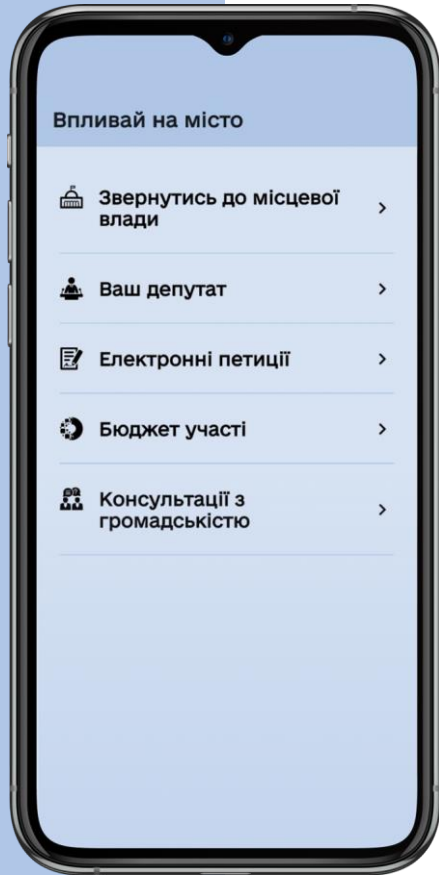 Впливай на місто
Звернутись до місцевої
влади
Ваш депутат
Електронні петиції
Бюджет участі
Консультації з
громадськістю